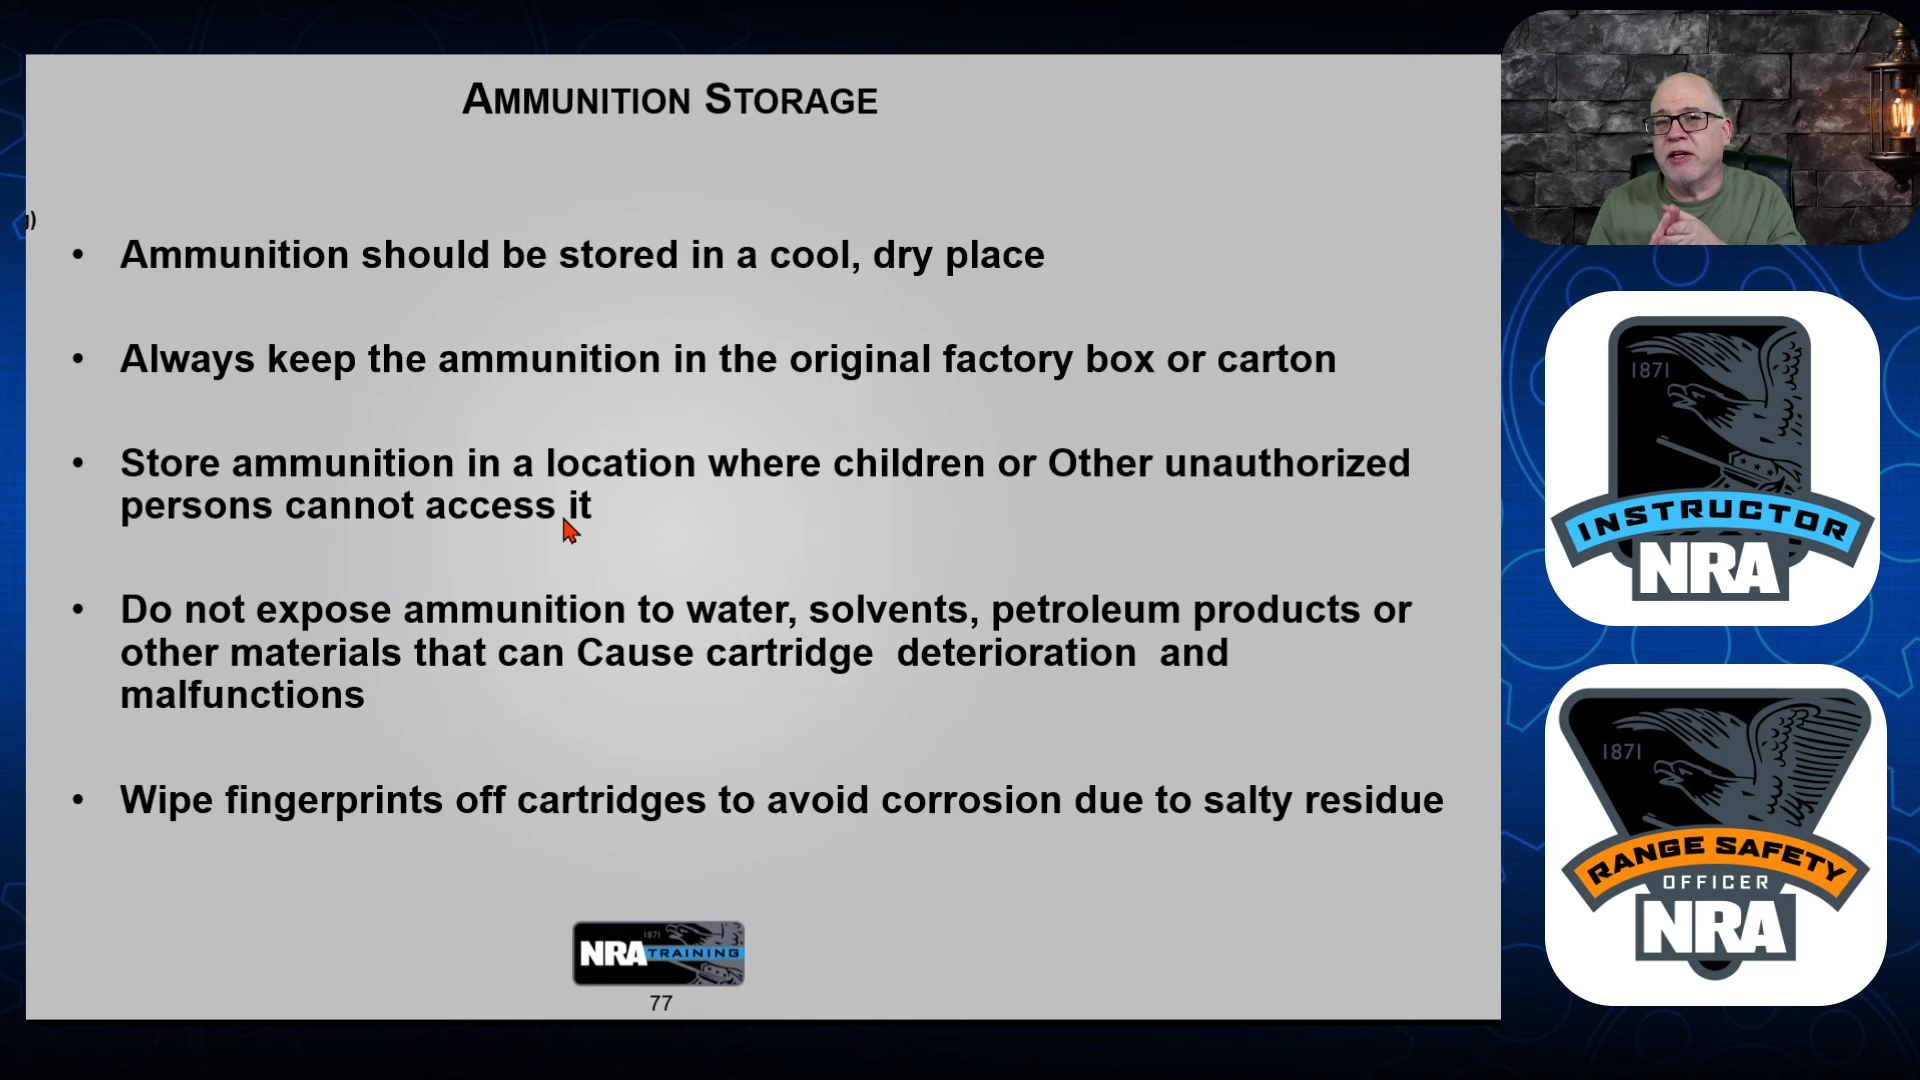 AMMUNITION STORAGE
)
• Ammunition should be stored in a cool, dry place
• Always keep the ammunition in the original factory box or carton
• Store ammunition in a location where children or Other unauthorized
persons cannot access it
• Do not expose ammunition to water, solvents, petroleum products or
other materials that can Cause cartridge deterioration and
malfunctions
• Wipe fingerprints off cartridges to avoid corrosion due to salty residue
1871
NRA TRAINING
77
1871
INSTRUCTOR
NRA
1871
RANGE SAFETY
OFFICER
NRA